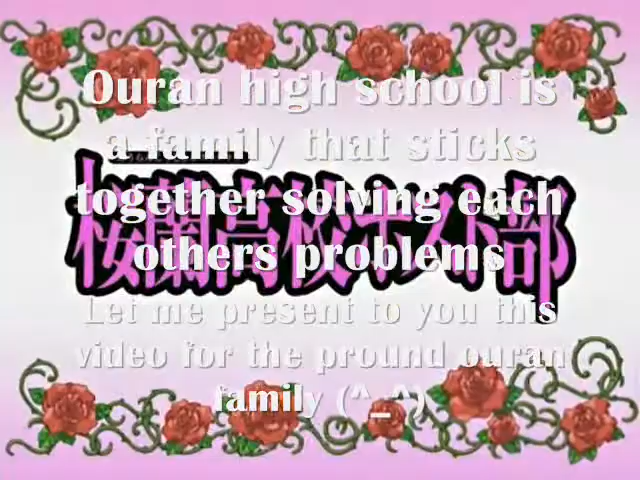 Ouran high school is
a family that sticks
together solving each
others problems
桜蘭高校ホスト部
Let me present to you this
video for the pround ouran
family (^_^)